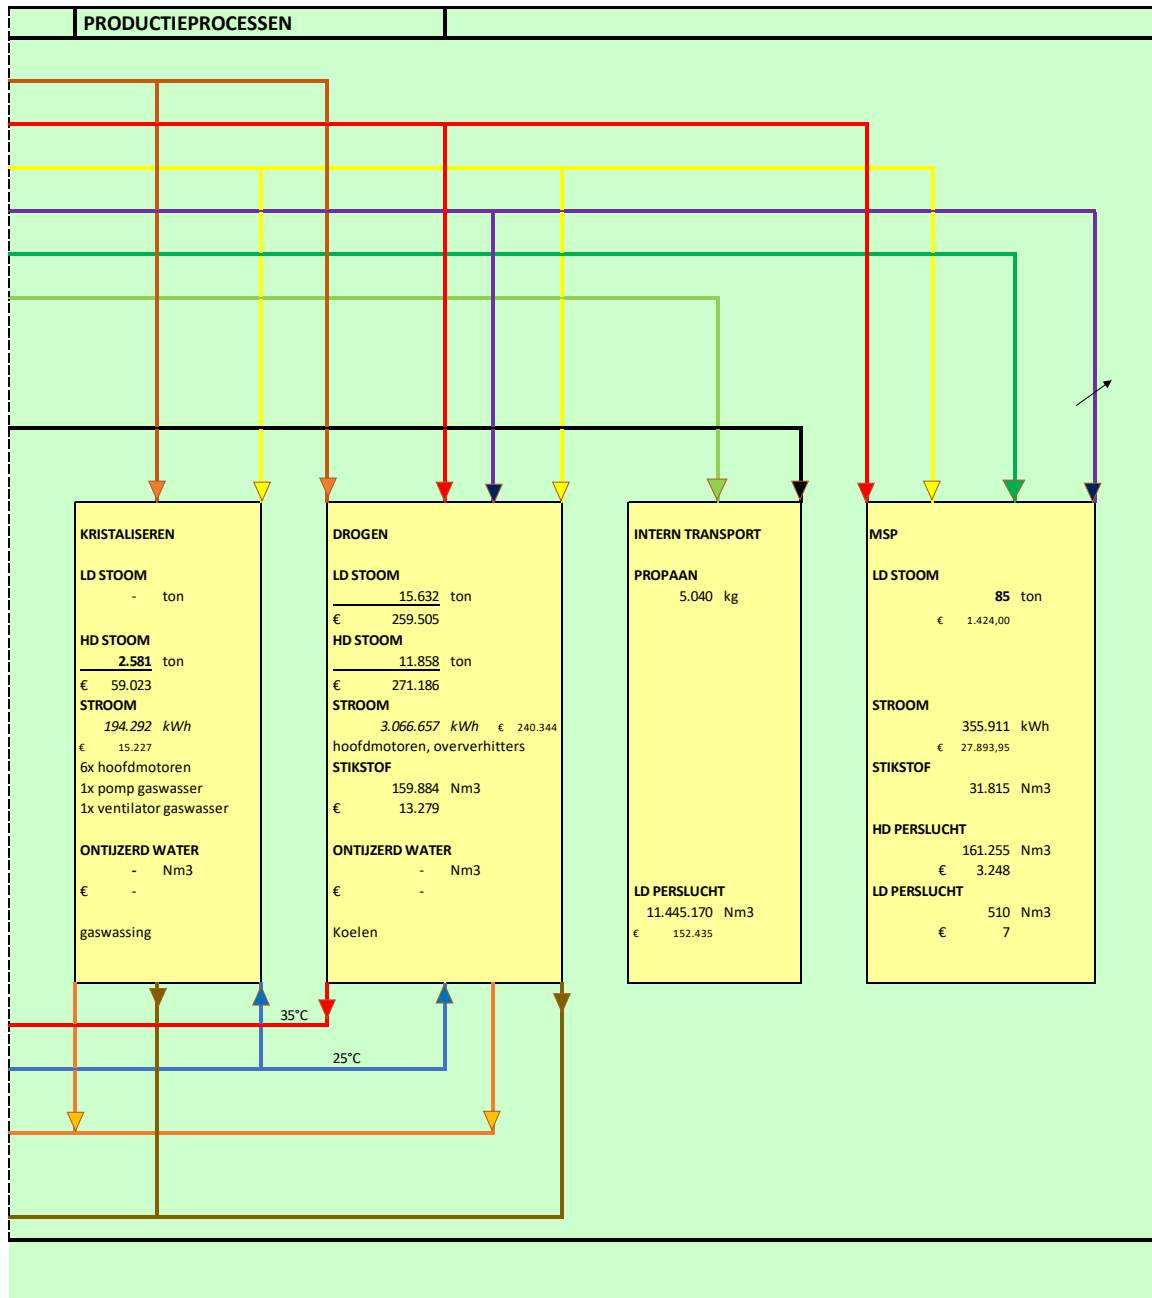 PRODUCTIEPROCESSEN
KRISTALISEREN
LD STOOM
- ton
HD STOOM
2.581 ton
€ 59.023
STROOM
194.292 kWh
€ 15.227
6x hoofdmotoren
1x pomp gaswasser
1x ventilator gaswasser
ONTIJZERD WATER
- Nm3
€ -
gaswassing
DROGEN
LD STOOM
15.632 ton
€ 259.505
HD STOOM
11.858 ton
€ 271.186
STROOM
3.066.657 kWh € 240.344
hoofdmotoren, oververhitters
STIKSTOF
159.884 Nm3
€ 13.279
ONTIJZERD WATER
- Nm3
€ -
Koelen
INTERN TRANSPORT
PROPAAN
5.040 kg
LD PERSLUCHT
11.445.170 Nm3
€ 152.435
MSP
LD STOOM
85 ton
€ 1.424,00
STROOM
355.911 kWh
€ 27.893,95
STIKSTOF
31.815 Nm3
HD PERSLUCHT
161.255 Nm3
€ 3.248
LD PERSLUCHT
510 Nm3
€ 7
35°C
25°C